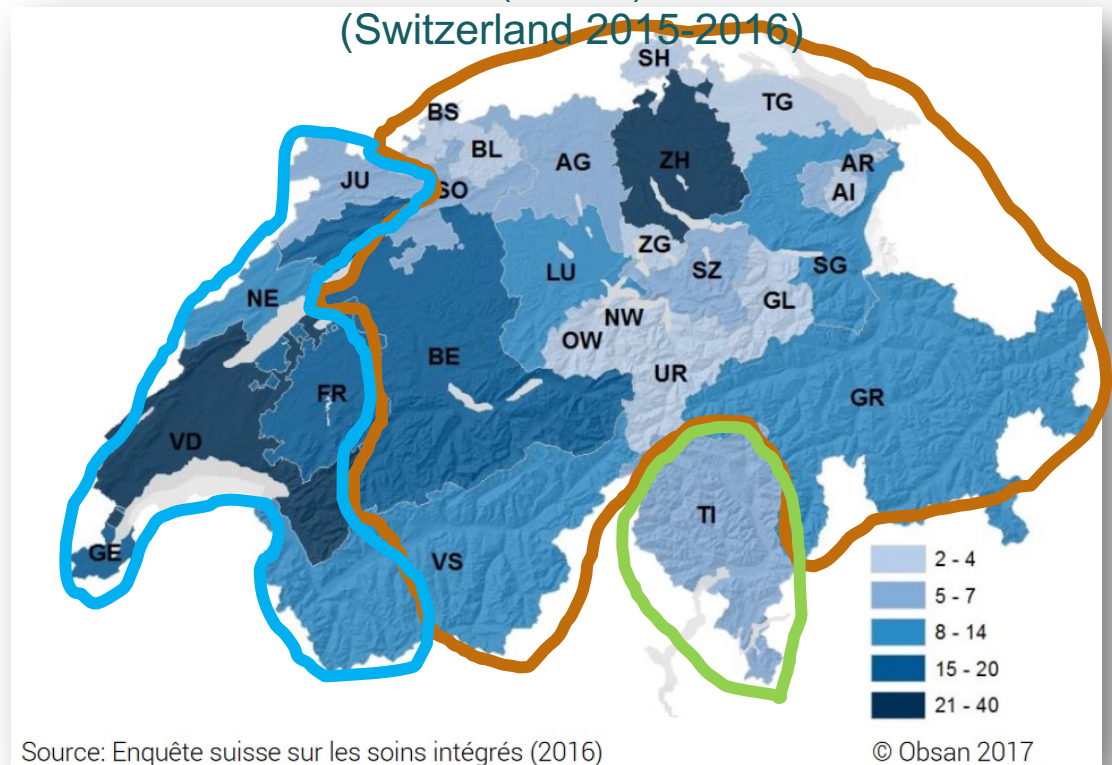 (Switzerland 2015-2016)
SH
BS
TG
BL
AG
ZH
AR
JU
SO
AI
ZG
LU
SZ
SG
NE
GL
NW
OW
BE
UR
FR
GR
VD
TI
GE
VS
2 - 4
5 - 7
8 - 14
15 - 20
21 - 40
Source: Enquête suisse sur les soins intégrés (2016)
© Obsan 2017